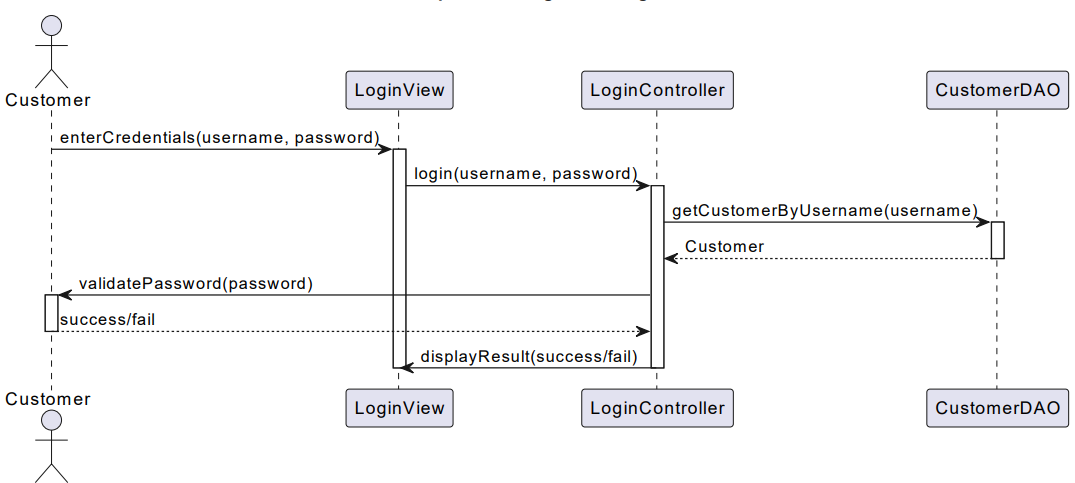 Customer
LoginView
LoginController
CustomerDAO
enterCredentials(username, password)
login(username, password)
getCustomerByUsername(username)
Customer
validatePassword(password)
success/fail
displayResult(success/fail)
Customer
LoginView
LoginController
CustomerDAO